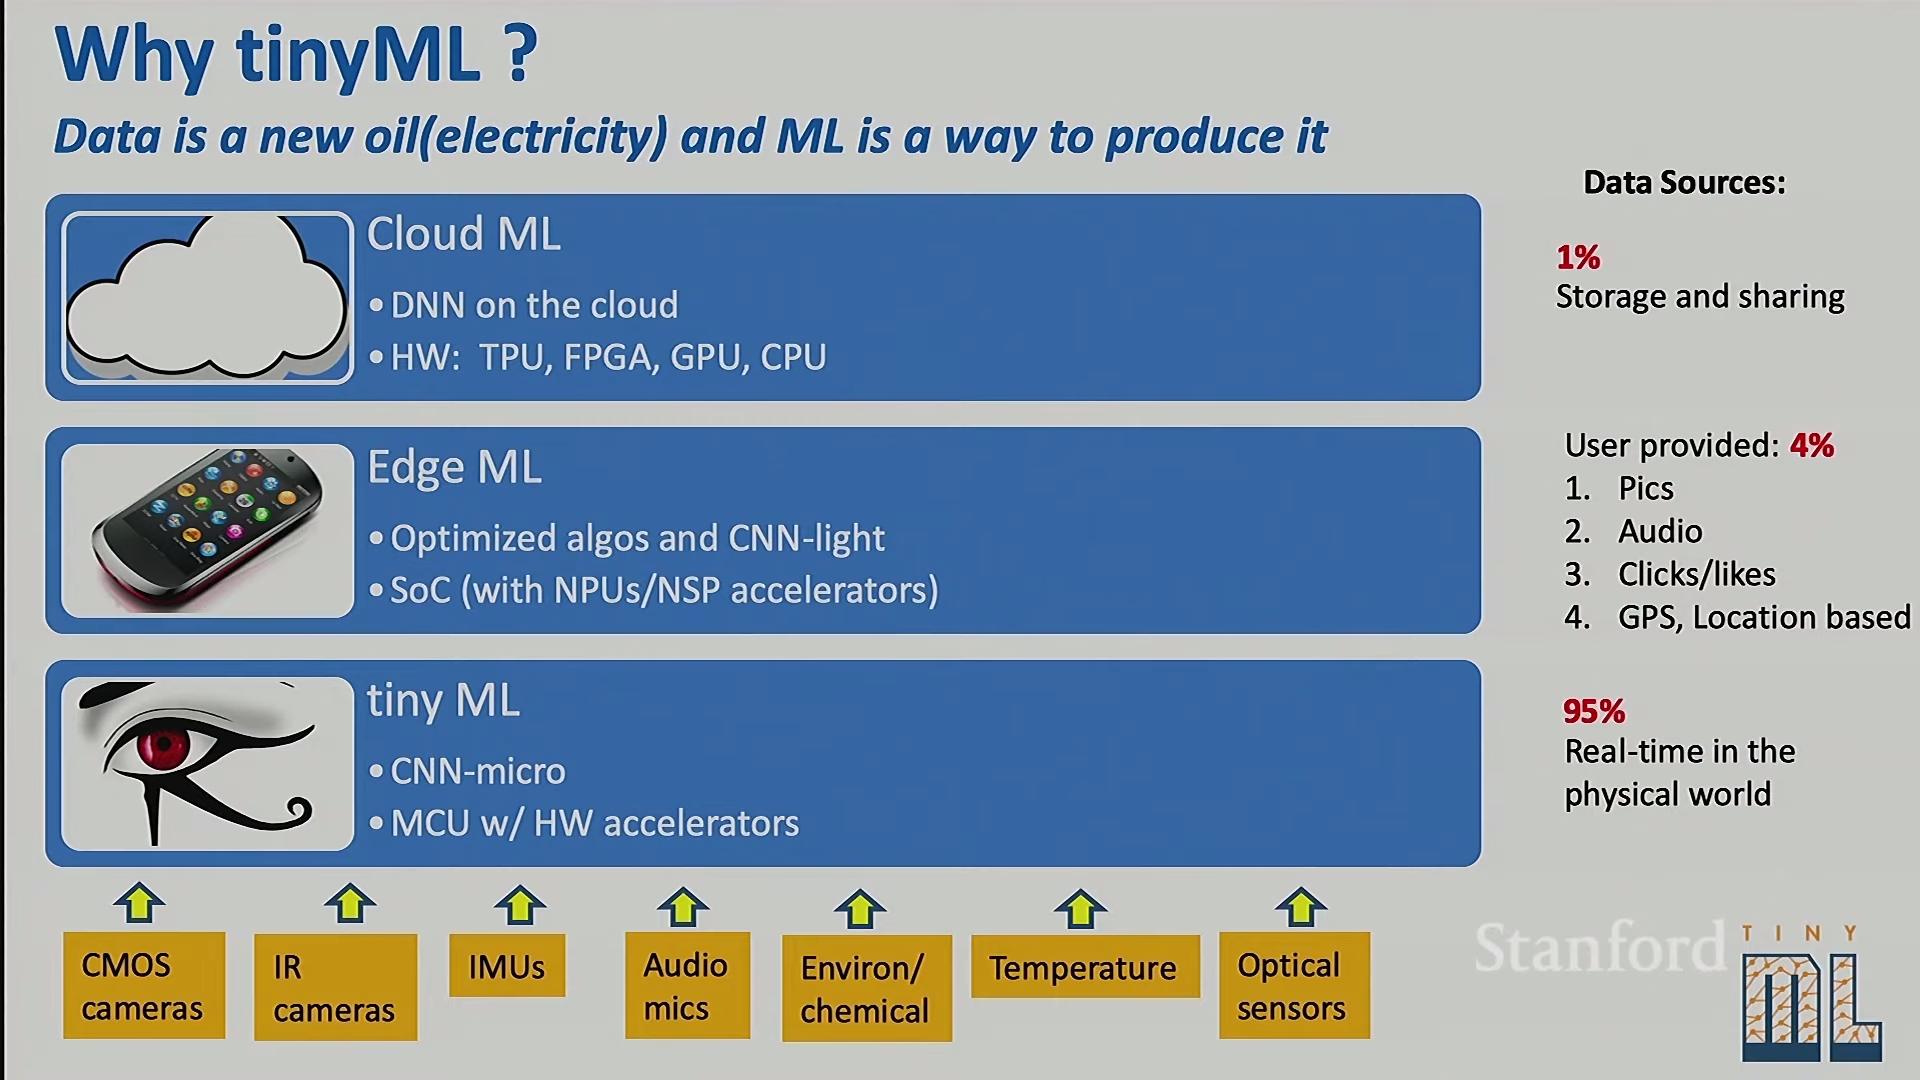 Why tinyML ?
Data is a new oil(electricity) and ML is a way to produce it
Data Sources:
Cloud ML
• DNN on the cloud
• HW: TPU, FPGA, GPU, CPU
1%
Storage and sharing
Edge ML
• Optimized algos and CNN-light
• SoC (with NPUs/NSP accelerators)
User provided: 4%
1. Pics
2. Audio
3. Clicks/likes
4. GPS, Location based
tiny ML
• CNN-micro
• MCU w/ HW accelerators
95%
Real-time in the
physical world
CMOS
cameras
IR
cameras
IMUs
Audio
mics
Environ/
chemical
Temperature
Optical
sensors
Stanford
TINY
ML